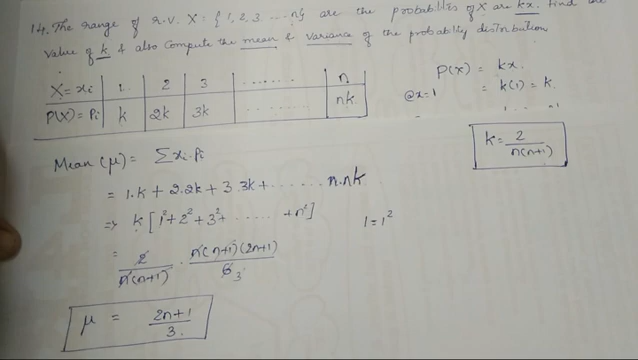 14. The range of r.v. X = {1, 2, 3 ... n} are the probabilities of X are kx. Find the
value of k & also compute the mean & variance of the probability distribution
X = xi 1 2 3 ........ n
P(X) = Pi k 2k 3k ........ nk
P(X) = kx.
@x=1 = k(1) = k.
k = 2/n(n+1)
Mean (μ) = Σxi.Pi
= 1.k + 2.2k + 3.3k + ....... n.nk
⇒ k [1² + 2² + 3² + ...... + n²] 1 = 1²
= 2/n(n+1) . n(n+1)(2n+1)/6 3
μ = 2n+1/3.